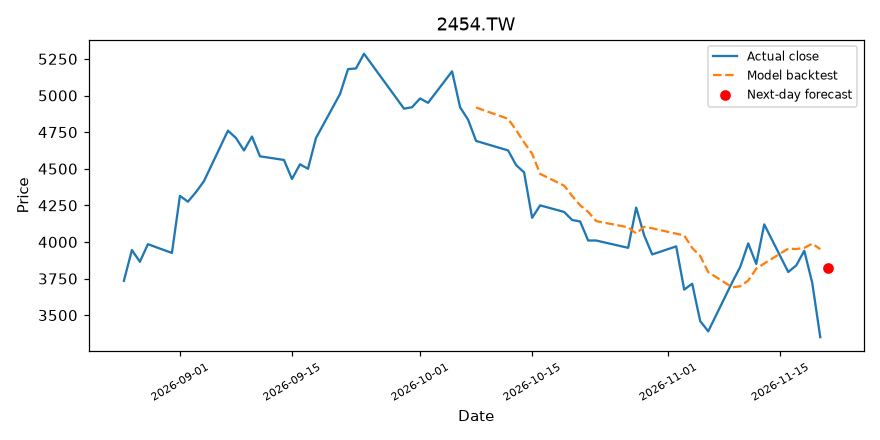 2454.TW
Price
5250
5000
4750
4500
4250
4000
3750
3500
Actual close
Model backtest
Next-day forecast
2026-09-01
2026-09-15
2026-10-01
2026-10-15
2026-11-01
2026-11-15
Date